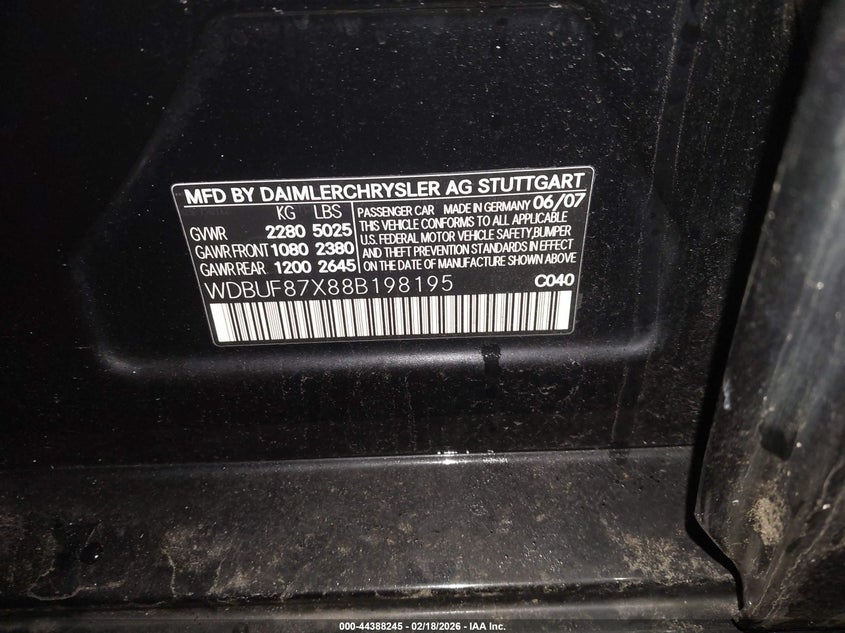 MFD BY DAIMLERCHRYSLER AG STUTTGART
KG LBS
GVWR 2280 5025
GAWR FRONT 1080 2380
GAWR REAR 1200 2645
PASSENGER CAR MADE IN GERMANY 06/07
THIS VEHICLE CONFORMS TO ALL APPLICABLE
U.S. FEDERAL MOTOR VEHICLE SAFETY, BUMPER
AND THEFT PREVENTION STANDARDS IN EFFECT
ON THE DATE OF MANUFACTURE SHOWN ABOVE
WDBUF87X88B198195 C040
000-44388245 - 02/18/2026 - IAA Inc.